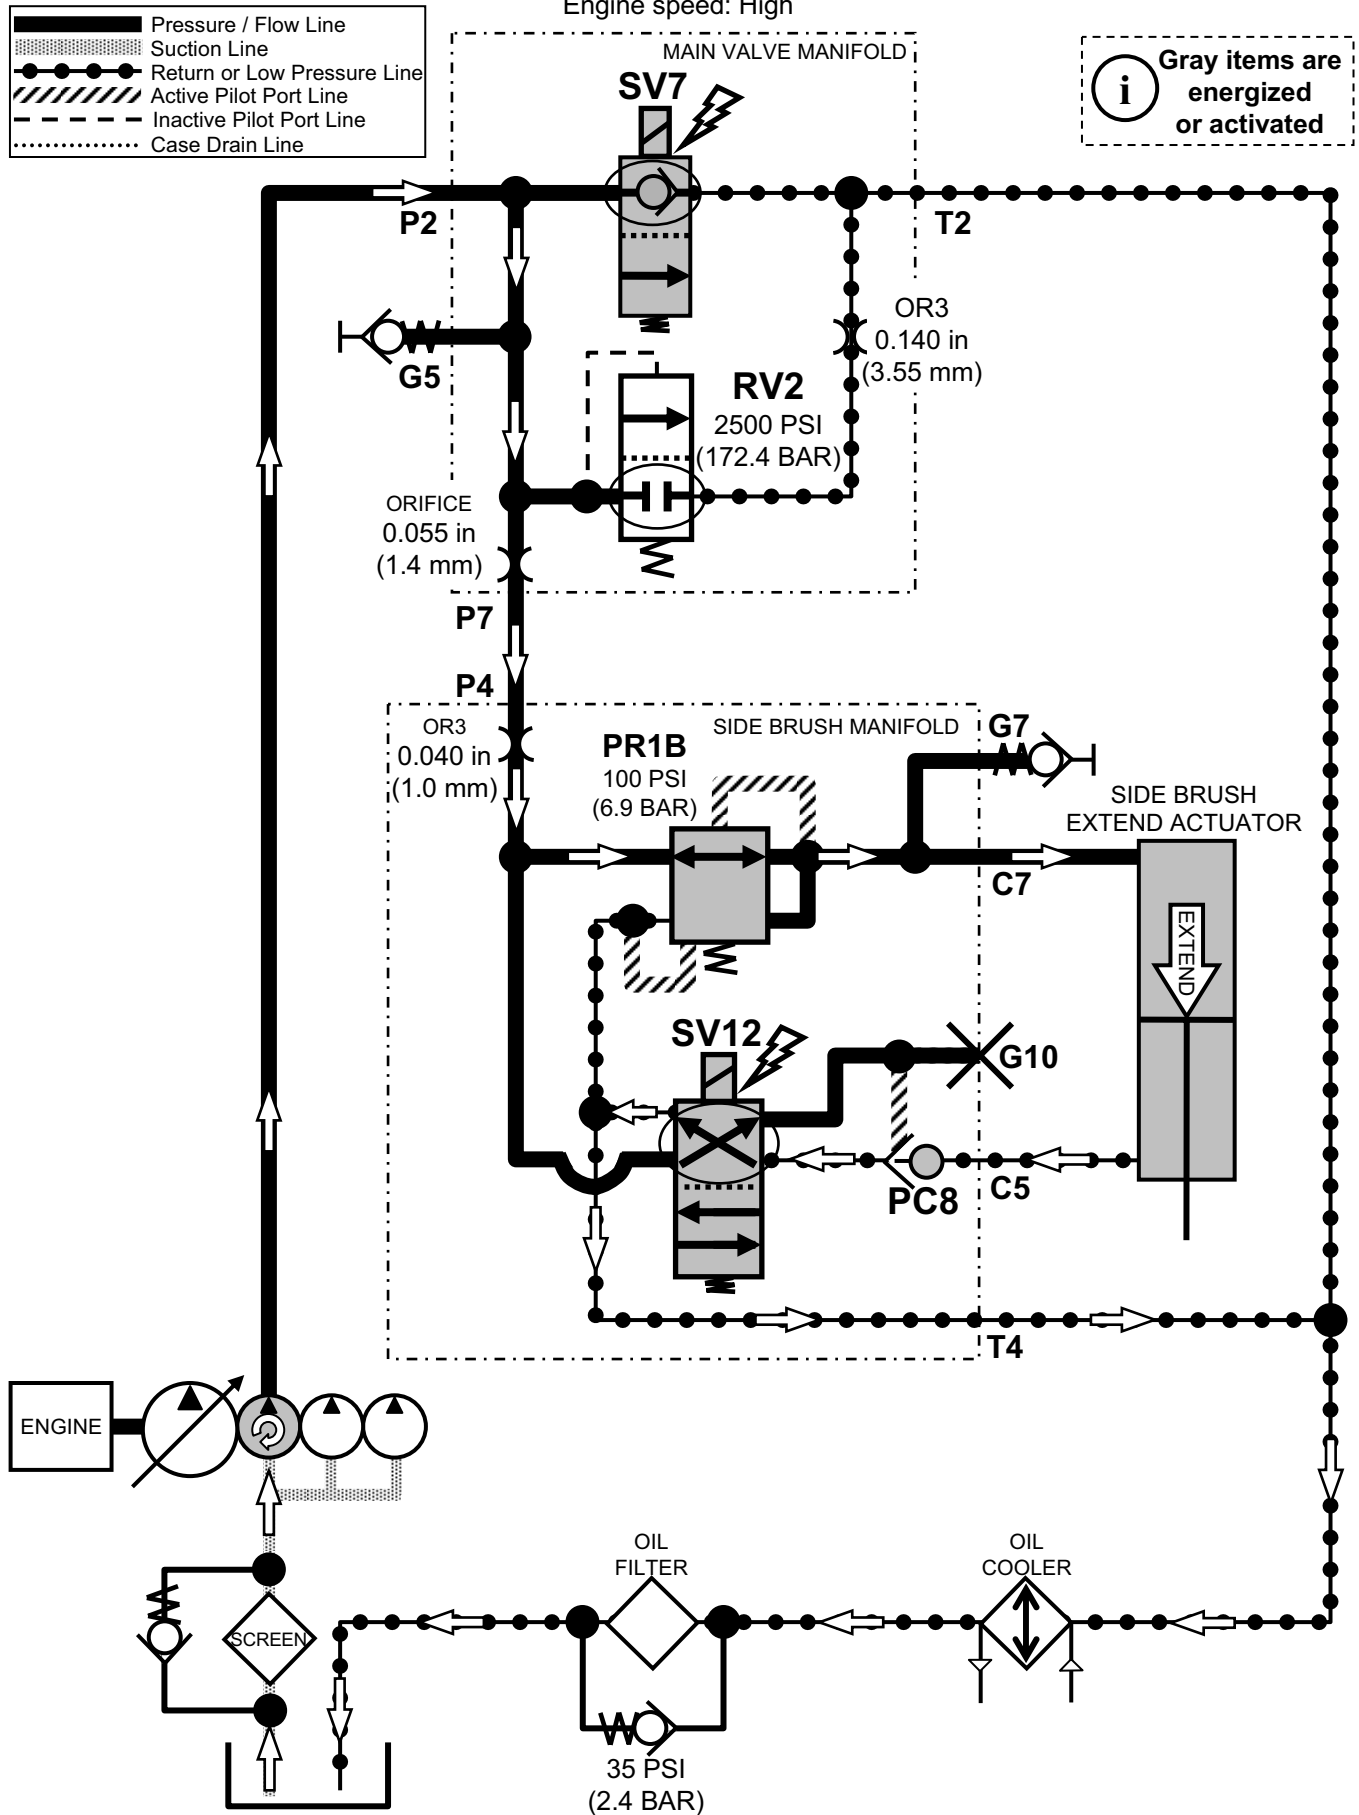 Engine speed: High
Pressure / Flow Line
Suction Line
Return or Low Pressure Line
Active Pilot Port Line
Inactive Pilot Port Line
Case Drain Line
MAIN VALVE MANIFOLD
i
Gray items are
energized
or activated
SV7
P2
T2
G5
OR3
0.140 in
(3.55 mm)
RV2
2500 PSI
(172.4 BAR)
ORIFICE
0.055 in
(1.4 mm)
P7
P4
OR3
0.040 in
(1.0 mm)
SIDE BRUSH MANIFOLD
PR1B
100 PSI
(6.9 BAR)
G7
SIDE BRUSH
EXTEND ACTUATOR
C7
EXTEND
SV12
G10
PC8
C5
T4
ENGINE
OIL
FILTER
OIL
COOLER
SCREEN
35 PSI
(2.4 BAR)